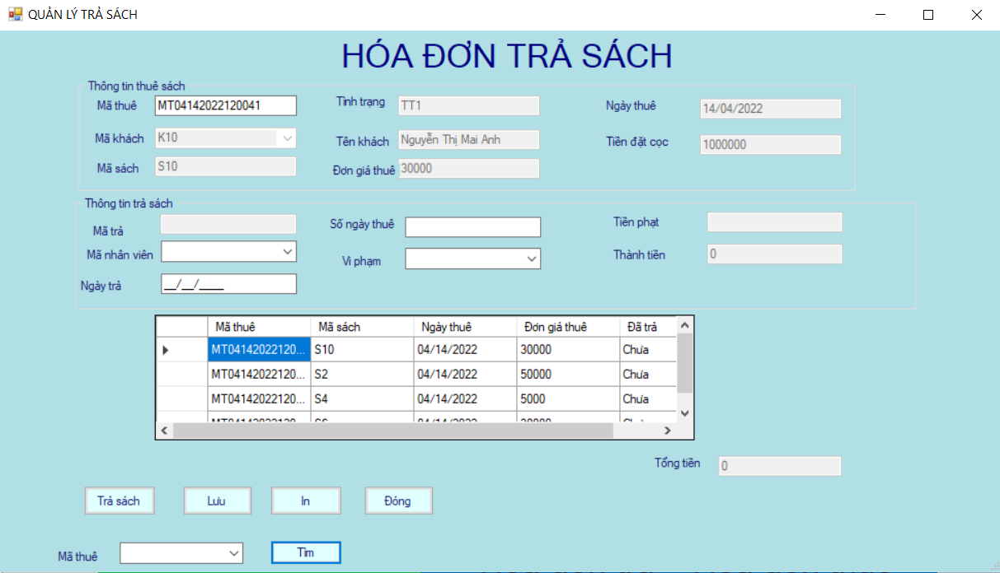 QUẢN LÝ TRẢ SÁCH
HÓA ĐƠN TRẢ SÁCH
Thông tin thuê sách
Mã thuê MT04142022120041 Tình trạng TT1 Ngày thuê 14/04/2022
Mã khách K10 Tên khách Nguyễn Thị Mai Anh Tiền đặt cọc 1000000
Mã sách S10 Đơn giá thuê 30000
Thông tin trả sách
Mã trả Số ngày thuê Tiền phạt
Mã nhân viên Vi phạm Thành tiền 0
Ngày trả __/__/____
Mã thuê Mã sách Ngày thuê Đơn giá thuê Đã trả
MT04142022120... S10 04/14/2022 30000 Chưa
MT04142022120... S2 04/14/2022 50000 Chưa
MT04142022120... S4 04/14/2022 5000 Chưa
Tổng tiền 0
Trả sách Lưu In Đóng
Mã thuê Tìm